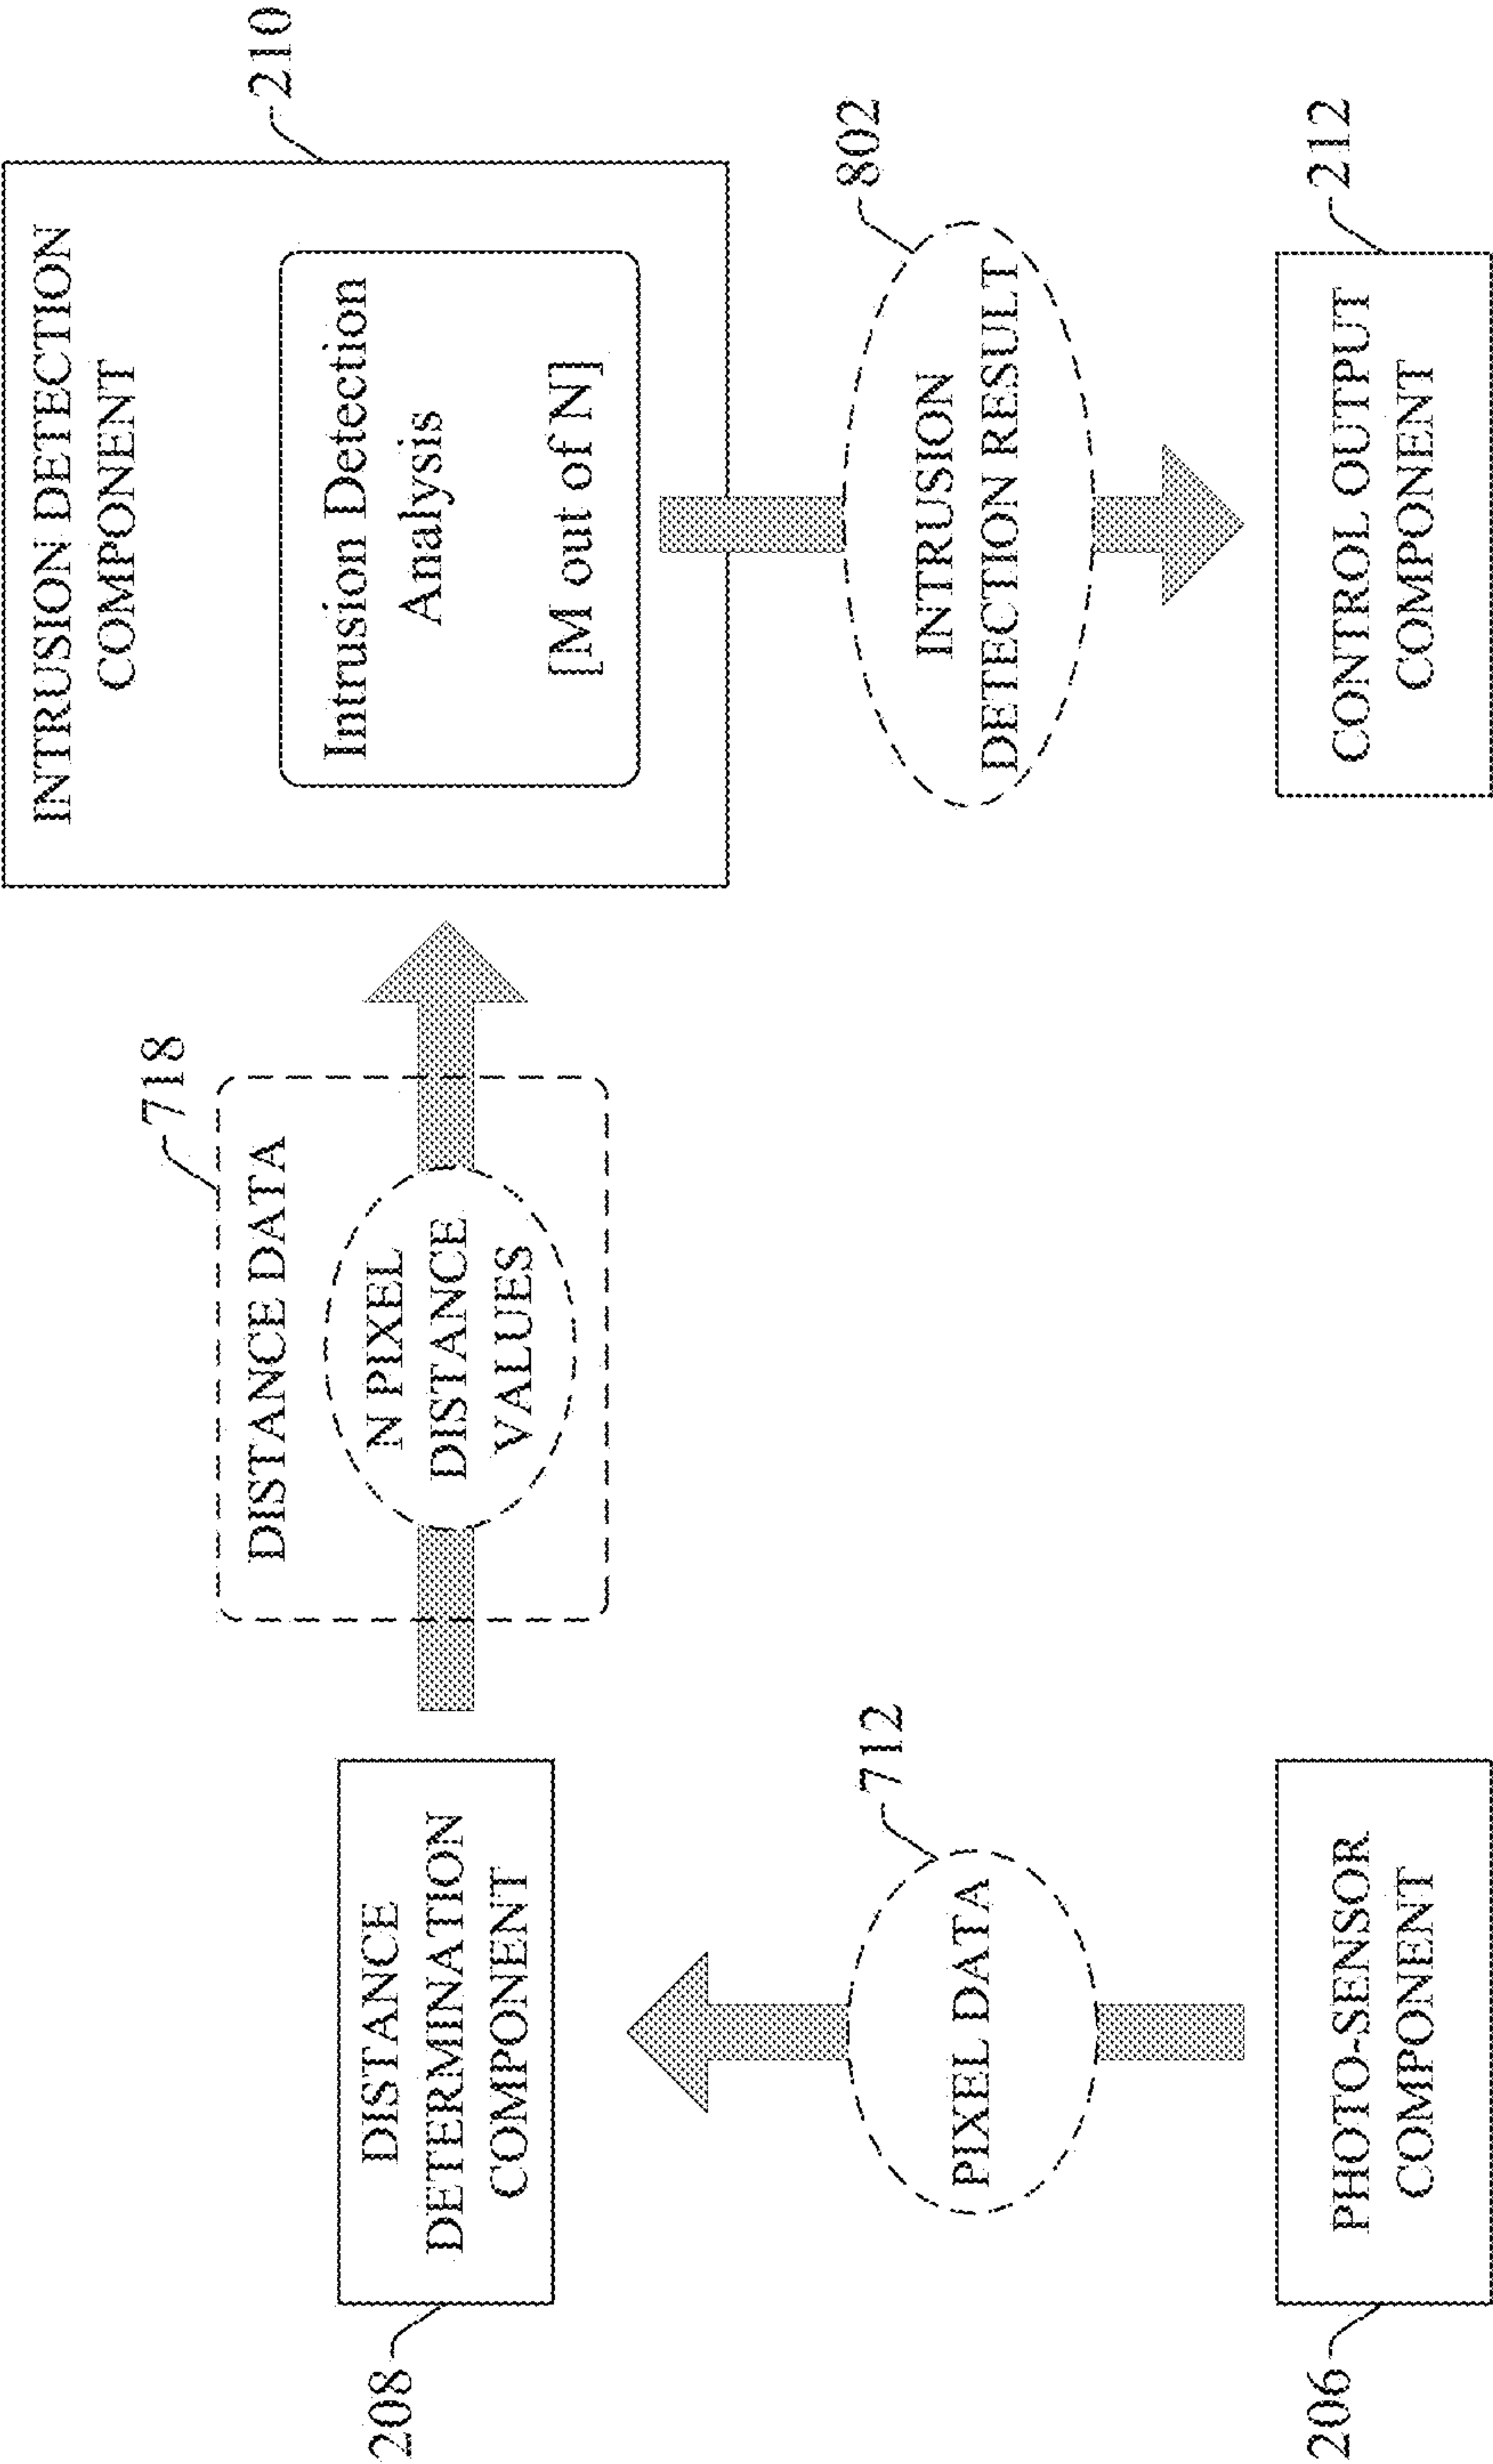 208
DISTANCE
DETERMINATION
COMPONENT
718
DISTANCE DATA
N PIXEL
DISTANCE
VALUES
210
INTRUSION DETECTION
COMPONENT
Intrusion Detection
Analysis
[M out of N]
712
PIXEL DATA
802
INTRUSION
DETECTION RESULT
206
PHOTO-SENSOR
COMPONENT
212
CONTROL OUTPUT
COMPONENT